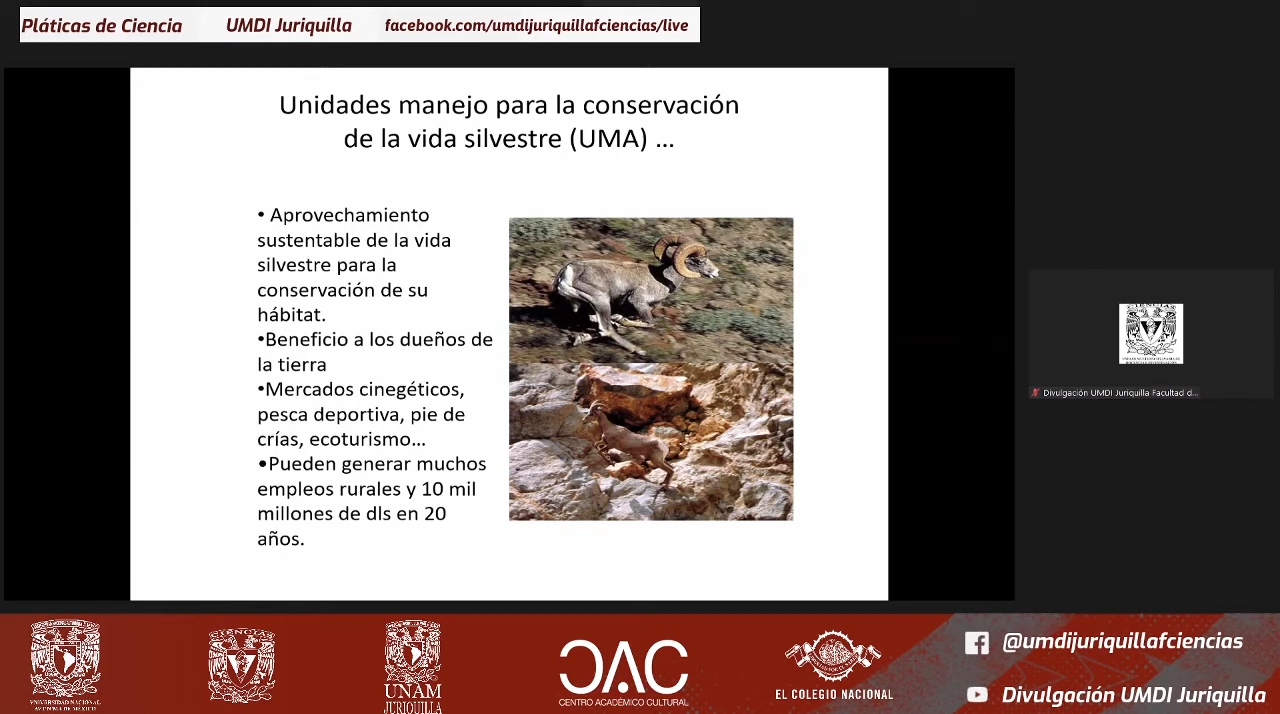 Pláticas de Ciencia UMDI Juriquilla facebook.com/umdijuriquillafciencias/live
Unidades manejo para la conservación
de la vida silvestre (UMA) ...
• Aprovechamiento
sustentable de la vida
silvestre para la
conservación de su
hábitat.
•Beneficio a los dueños de
la tierra
•Mercados cinegéticos,
pesca deportiva, pie de
crías, ecoturismo...
•Pueden generar muchos
empleos rurales y 10 mil
millones de dls en 20
años.
CIENCIAS
Divulgación UMDI Juriquilla Facultad d...
UNIVERSIDAD NACIONAL
AVTNMA DE MEXICO
CIENCIAS
UNAM
JURIQUILLA
CAC
CENTRO ACADÉMICO CULTURAL
EL COLEGIO NACIONAL
@umdijuriquillafciencias
Divulgación UMDI Juriquilla